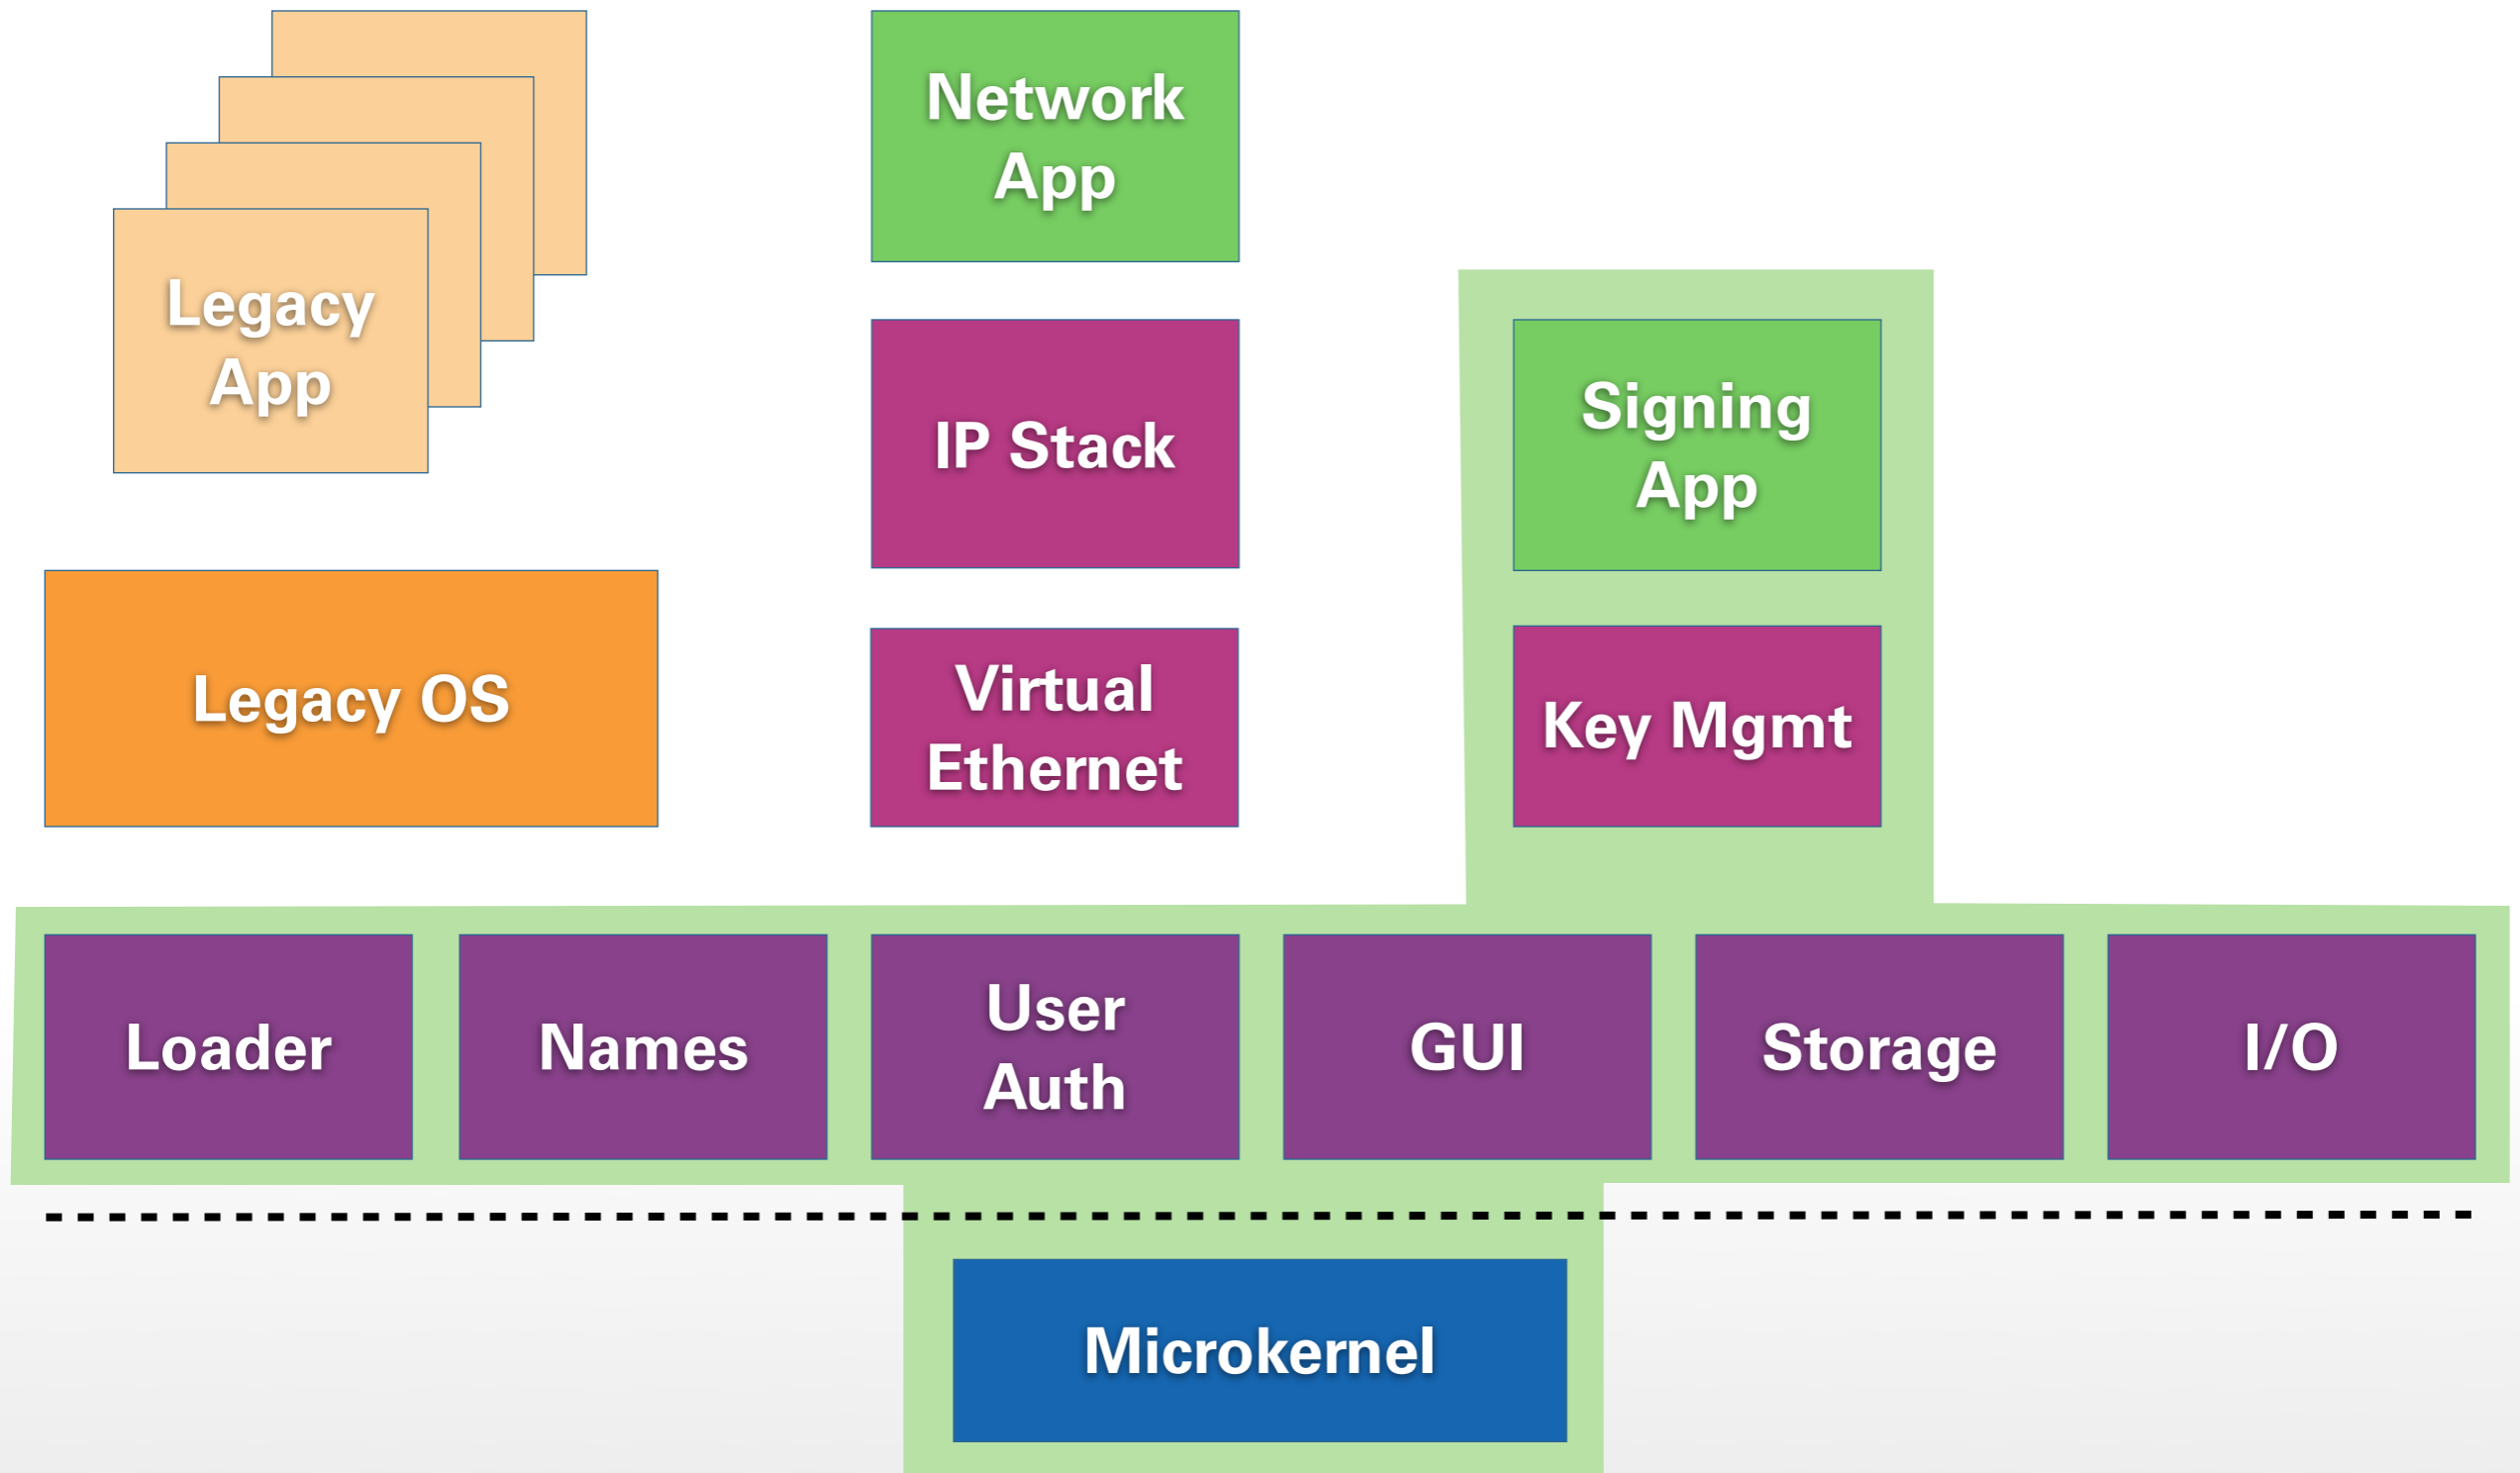 Network
App
Legacy
App
IP Stack
Signing
App
Legacy OS
Virtual
Ethernet
Key Mgmt
Loader
Names
User
Auth
GUI
Storage
I/O
Microkernel